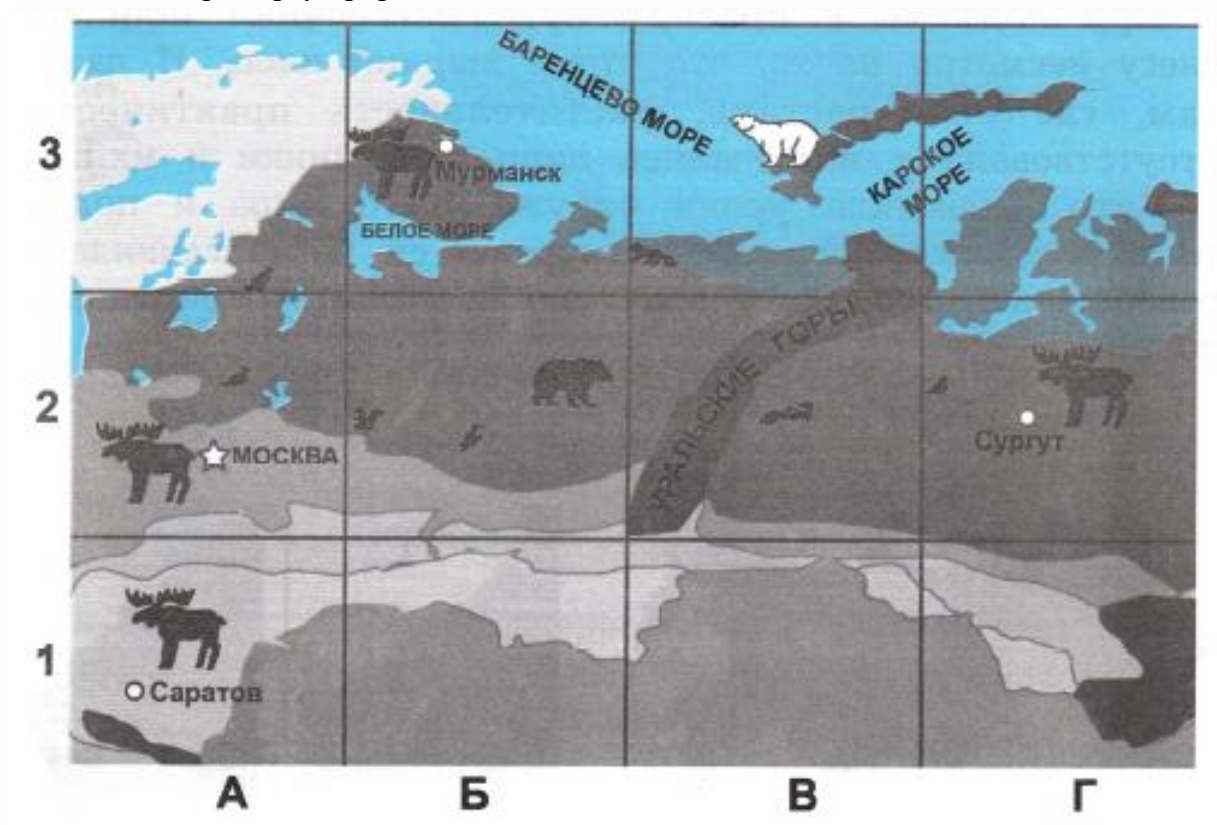 БАРЕНЦЕВО МОРЕ
3
Мурманск
КАРСКОЕ
МОРЕ
БЕЛОЕ МОРЕ
УРАЛЬСКИЕ ГОРЫ
2
МОСКВА
Сургут
1
Саратов
А Б В Г